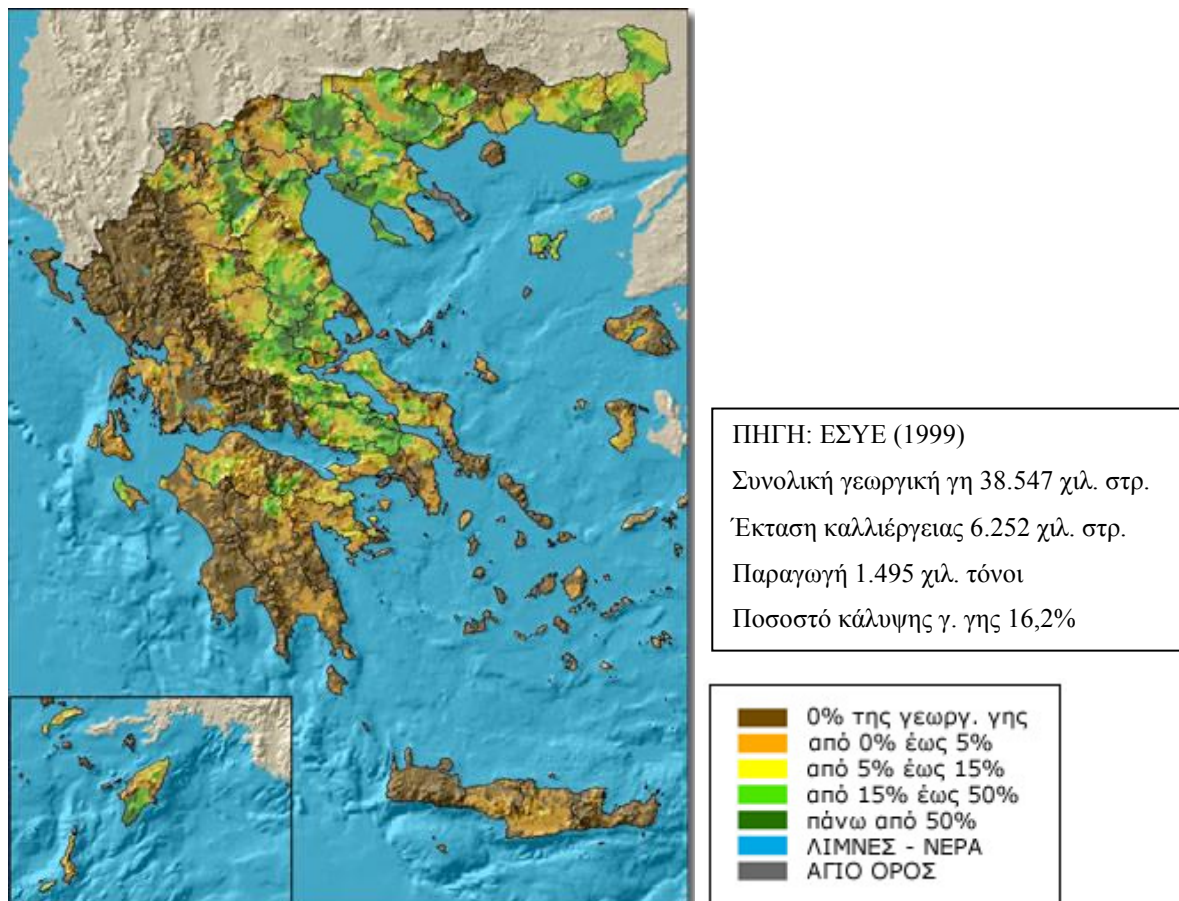 ΠΗΓΗ: ΕΣΥΕ (1999)
Συνολική γεωργική γη 38.547 χιλ. στρ.
Έκταση καλλιέργειας 6.252 χιλ. στρ.
Παραγωγή 1.495 χιλ. τόνοι
Ποσοστό κάλυψης γ. γης 16,2%
0% της γεωργ. γης
από 0% έως 5%
από 5% έως 15%
από 15% έως 50%
πάνω από 50%
ΛΙΜΝΕΣ - ΝΕΡΑ
ΑΓΙΟ ΟΡΟΣ